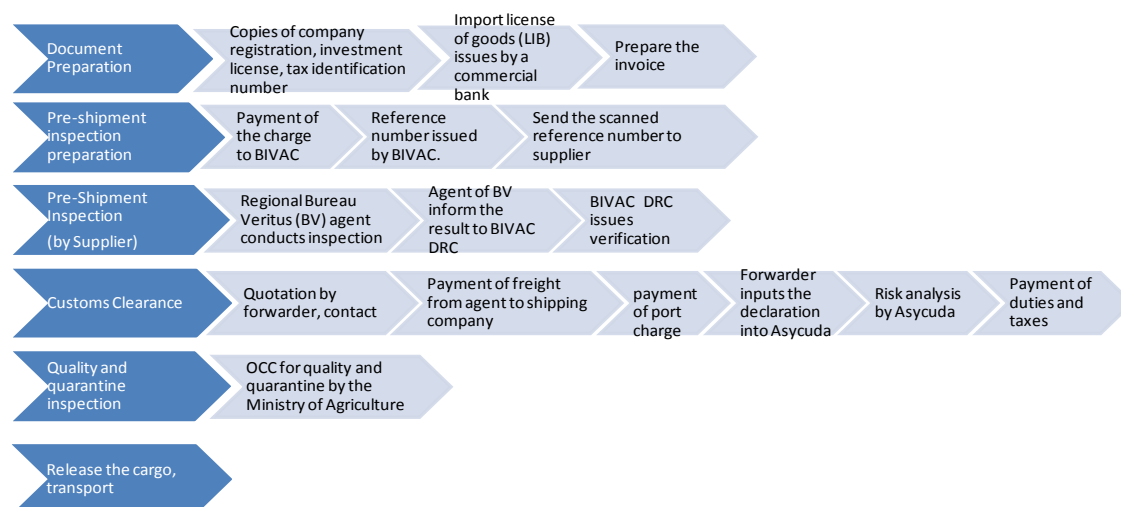 Document
Preparation
Copies of company
registration, investment
license, tax identification
number
Import license
of goods (LIB)
issues by a
commercial
bank
Prepare the
invoice
Pre-shipment
inspection
preparation
Payment of
the charge
to BIVAC
Reference
number issued
by BIVAC.
Send the scanned
reference number to
supplier
Pre-Shipment
Inspection
(by Supplier)
Regional Bureau
Veritus (BV) agent
conducts inspection
Agent of BV
inform the
result to BIVAC
DRC
BIVAC DRC
issues
verification
Customs Clearance
Quotation by
forwarder, contact
Payment of freight
from agent to shipping
company
payment
of port
charge
Forwarder
inputs the
declaration
into Asycuda
Risk analysis
by Asycuda
Payment of
duties and
taxes
Quality and
quarantine
inspection
OCC for quality and
quarantine by the
Ministry of Agriculture
Release the cargo,
transport